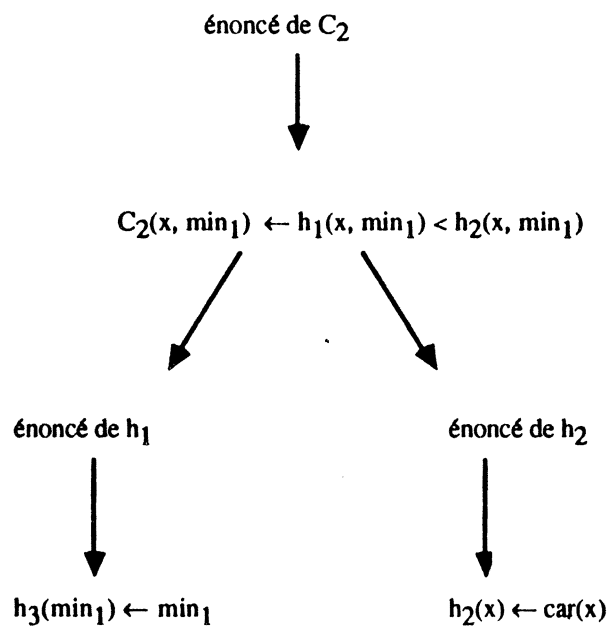 énoncé de C₂
C₂(x, min₁) ← h₁(x, min₁) < h₂(x, min₁)
énoncé de h₁ énoncé de h₂
h₃(min₁) ← min₁ h₂(x) ← car(x)